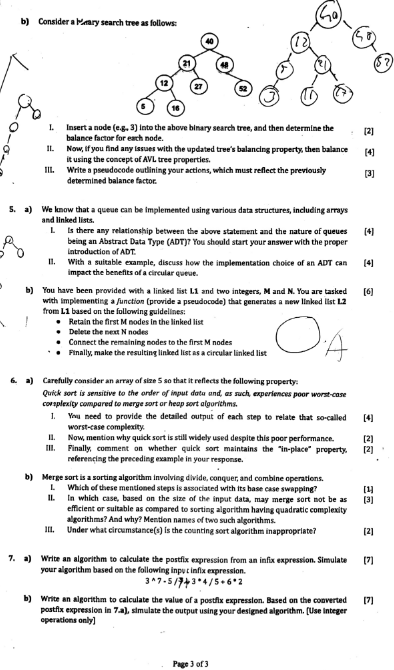 b) Consider a binary search tree as follows:
40
21
48
12
27
52
5
16
40
12
48
5
21
52
3
16
27
I. Insert a node (e.g., 3) into the above binary search tree, and then determine the balance factor for each node. [2]
II. Now, if you find any issues with the updated tree's balancing property, then balance it using the concept of AVL tree properties. [4]
III. Write a pseudocode outlining your actions, which must reflect the previously determined balance factor. [3]
5. a) We know that a queue can be implemented using various data structures, including arrays and linked lists.
I. Is there any relationship between the above statement and the nature of queues being an Abstract Data Type (ADT)? You should start your answer with the proper introduction of ADT. [4]
II. With a suitable example, discuss how the implementation choice of an ADT can impact the benefits of a circular queue. [4]
b) You have been provided with a linked list L1 and two integers, M and N. You are tasked with implementing a function (provide a pseudocode) that generates a new linked list L2 from L1 based on the following guidelines: [6]
• Retain the first M nodes in the linked list
• Delete the next N nodes
• Connect the remaining nodes to the first M nodes
• Finally, make the resulting linked list as a circular linked list
6. a) Carefully consider an array of size 5 so that it reflects the following property:
Quick sort is sensitive to the order of input data and, as such, experiences poor worst-case complexity compared to merge sort or heap sort algorithms.
I. You need to provide the detailed output of each step to relate that so-called worst-case complexity. [4]
II. Now, mention why quick sort is still widely used despite this poor performance. [2]
III. Finally, comment on whether quick sort maintains the "in-place" property, referencing the preceding example in your response. [2]
b) Merge sort is a sorting algorithm involving divide, conquer, and combine operations.
I. Which of these mentioned steps is associated with its base case swapping? [1]
II. In which case, based on the size of the input data, may merge sort not be as efficient or suitable as compared to sorting algorithm having quadratic complexity algorithms? And why? Mention names of two such algorithms. [3]
III. Under what circumstance(s) is the counting sort algorithm inappropriate? [2]
7. a) Write an algorithm to calculate the postfix expression from an infix expression. Simulate your algorithm based on the following input infix expression. [7]
b) Write an algorithm to calculate the value of a postfix expression. Based on the converted postfix expression in 7.a), simulate the output using your designed algorithm. [Use integer operations only] [7]
Page 3 of 3